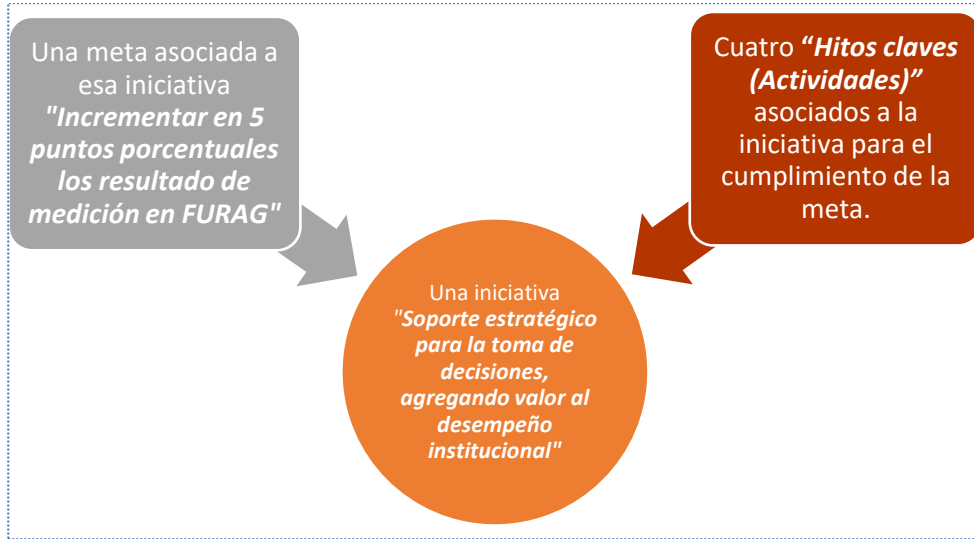 Una meta asociada a
esa iniciativa
"Incrementar en 5
puntos porcentuales
los resultado de
medición en FURAG"
Cuatro “Hitos claves
(Actividades)”
asociados a la
iniciativa para el
cumplimiento de la
meta.
Una iniciativa
"Soporte estratégico
para la toma de
decisiones,
agregando valor al
desempeño
institucional"